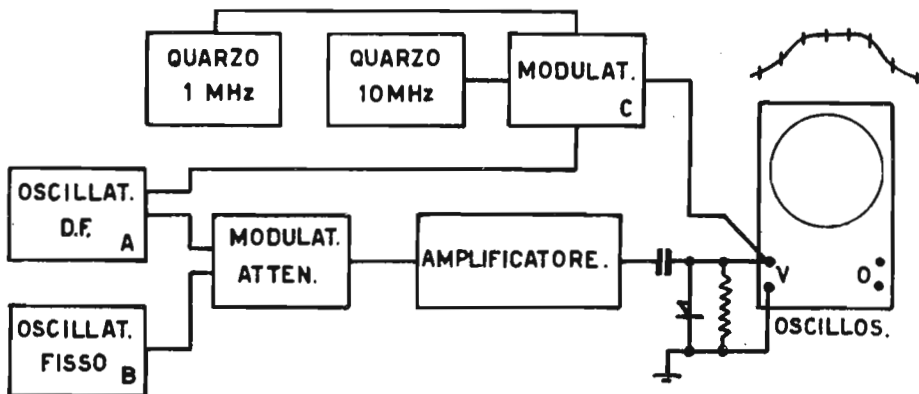 QUARZO
1 MHz
QUARZO
10MHz
MODULAT.
C
OSCILLAT.
D.F.
A
MODULAT.
ATTEN.
AMPLIFICATORE.
V
O
OSCILLOS.
OSCILLAT.
FISSO
B